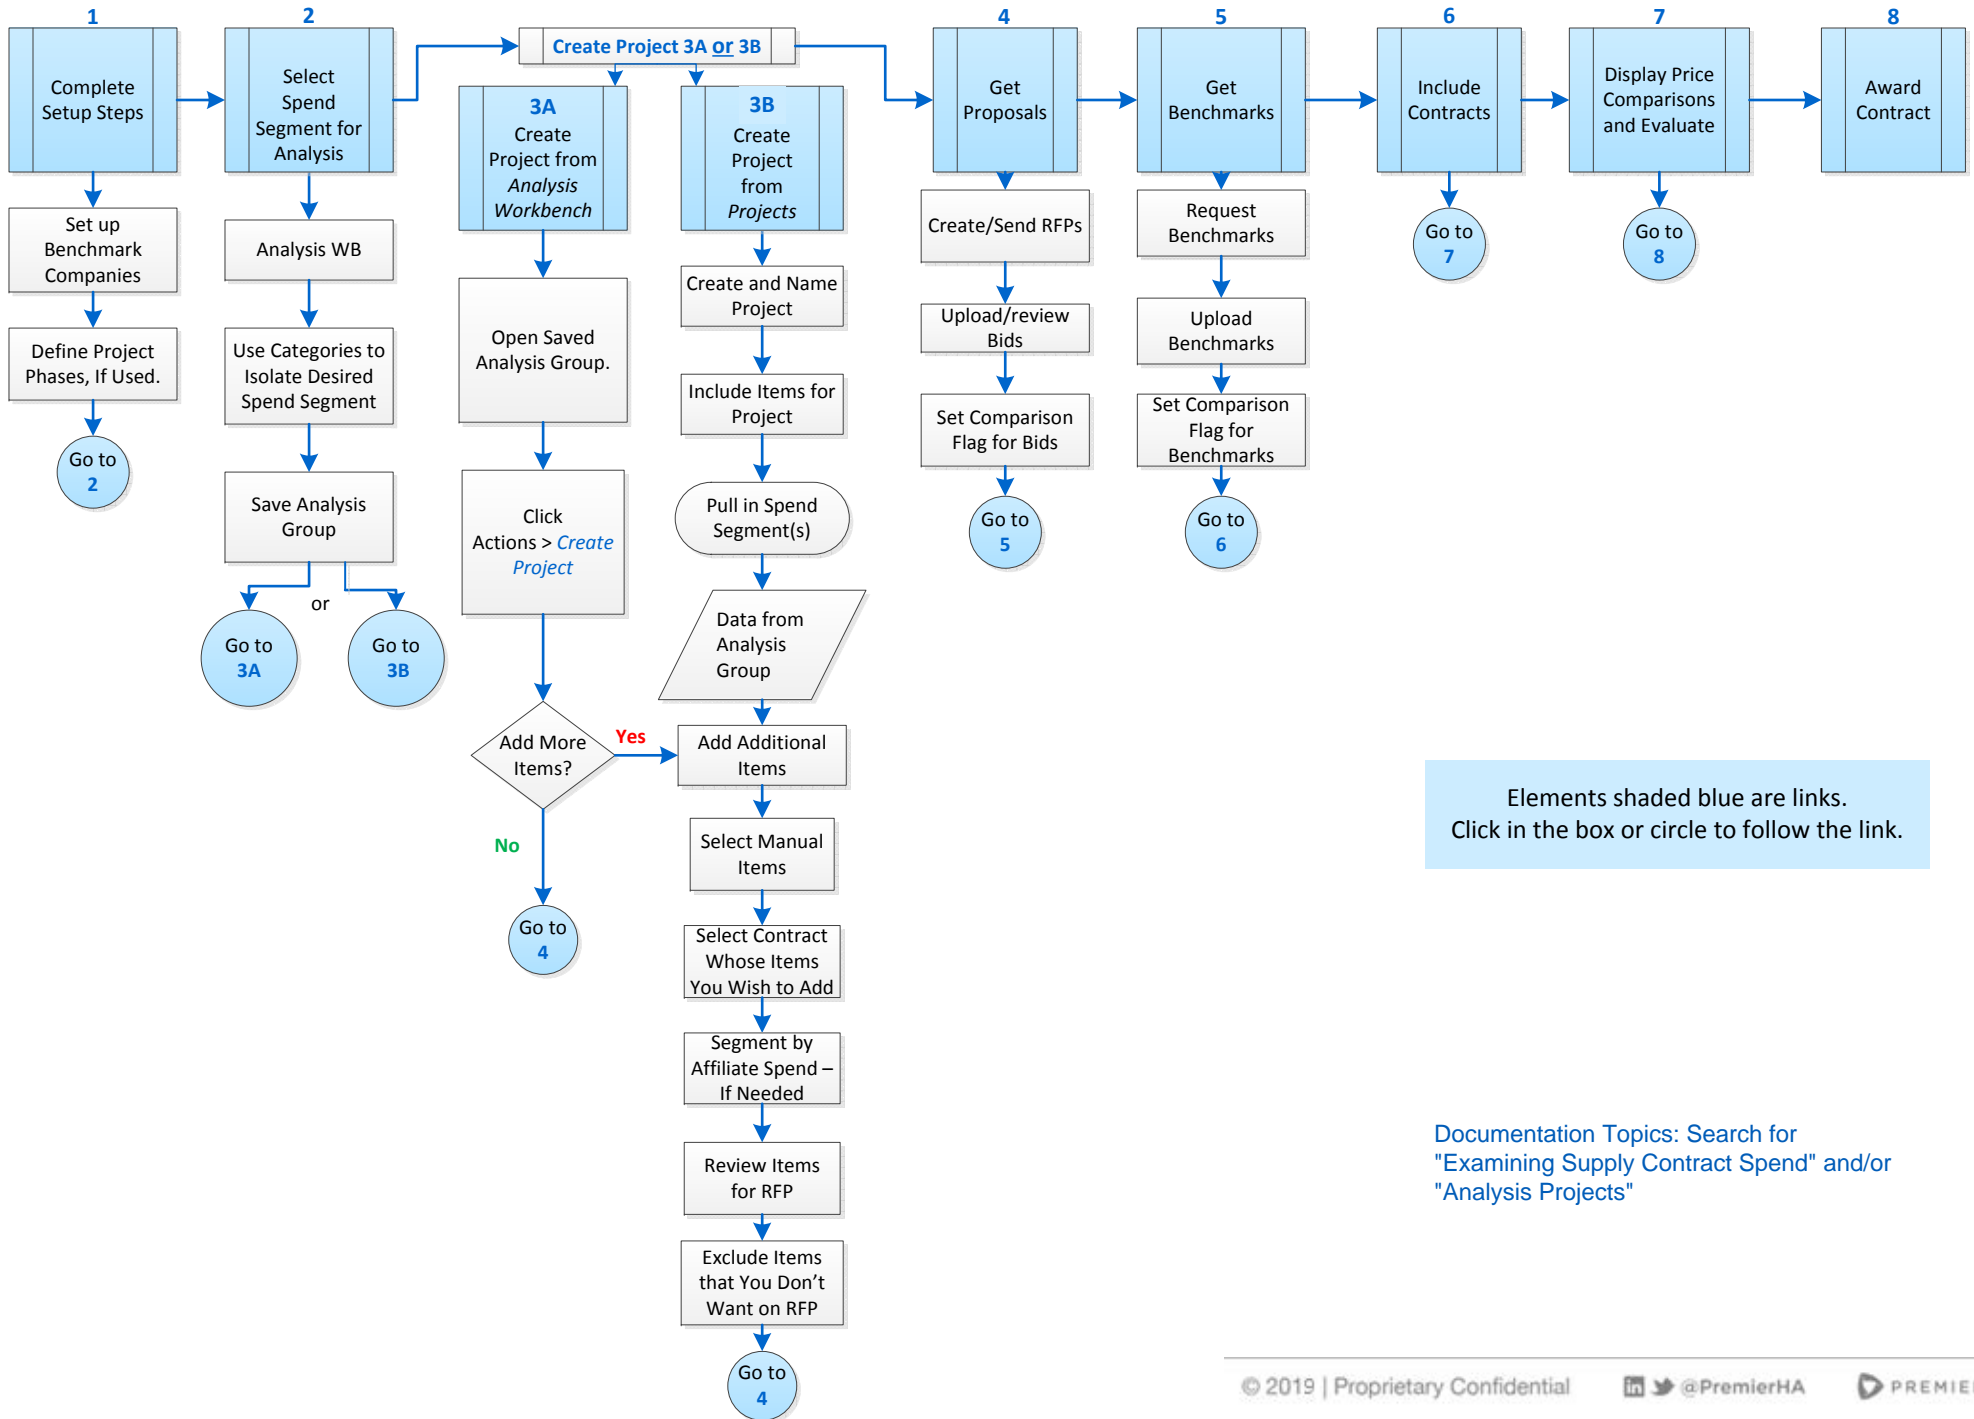 1
Complete
Setup Steps
Set up
Benchmark
Companies
Define Project
Phases, If Used.
Go to
2
2
Select
Spend
Segment for
Analysis
Analysis WB
Use Categories to
Isolate Desired
Spend Segment
Save Analysis
Group
or
Go to
3A
Go to
3B
Create Project 3A or 3B
3A
Create
Project from
Analysis
Workbench
Open Saved
Analysis Group.
Click
Actions > Create
Project
Add More
Items?
Yes
No
Go to
4
3B
Create
Project
from
Projects
Create and Name
Project
Include Items for
Project
Pull in Spend
Segment(s)
Data from
Analysis
Group
Add Additional
Items
Select Manual
Items
Select Contract
Whose Items
You Wish to Add
Segment by
Affiliate Spend –
If Needed
Review Items
for RFP
Exclude Items
that You Don't
Want on RFP
Go to
4
4
Get
Proposals
Create/Send RFPs
Upload/review
Bids
Set Comparison
Flag for Bids
Go to
5
5
Get
Benchmarks
Request
Benchmarks
Upload
Benchmarks
Set Comparison
Flag for
Benchmarks
Go to
6
6
Include
Contracts
Go to
7
7
Display Price
Comparisons
and Evaluate
Go to
8
8
Award
Contract
Elements shaded blue are links.
Click in the box or circle to follow the link.
Documentation Topics: Search for
"Examining Supply Contract Spend" and/or
"Analysis Projects"
© 2019 | Proprietary Confidential in @PremierHA PREMIE